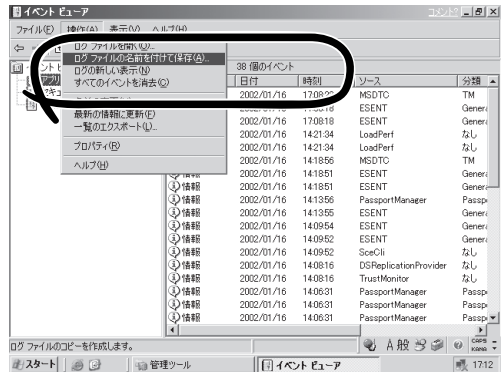 イベント ビューア
ファイル(F) 操作(A) 表示(V) ヘルプ(H)
ログ ファイルを開く(O)...
ログ ファイルの名前を付けて保存(A)...
ログの新しい表示(N)
すべてのイベントを消去(C)
最新の情報に更新(F)
一覧のエクスポート(L)...
プロパティ(R)
ヘルプ(H)
38 個のイベント
日付 時刻 ソース 分類
2002/01/16 17:08:22 MSDTC TM
2002/01/16 17:08:18 ESENT Genera
2002/01/16 17:08:18 ESENT Genera
2002/01/16 14:21:34 LoadPerf なし
2002/01/16 14:21:34 LoadPerf なし
2002/01/16 14:18:56 MSDTC TM
情報 2002/01/16 14:18:51 ESENT Genera
情報 2002/01/16 14:18:51 ESENT Genera
情報 2002/01/16 14:13:56 PassportManager Passp
情報 2002/01/16 14:13:55 ESENT Genera
情報 2002/01/16 14:09:54 ESENT Genera
情報 2002/01/16 14:09:52 ESENT Genera
情報 2002/01/16 14:09:52 SceCli なし
情報 2002/01/16 14:08:16 DSReplicationProvider なし
情報 2002/01/16 14:08:16 TrustMonitor なし
情報 2002/01/16 14:06:31 PassportManager Passp
情報 2002/01/16 14:06:31 PassportManager Passp
情報 2002/01/16 14:06:31 PassportManager Passp
ログ ファイルのコピーを作成します。
A 般 CAPS KANA
スタート 管理ツール イベント ビューア 17:12